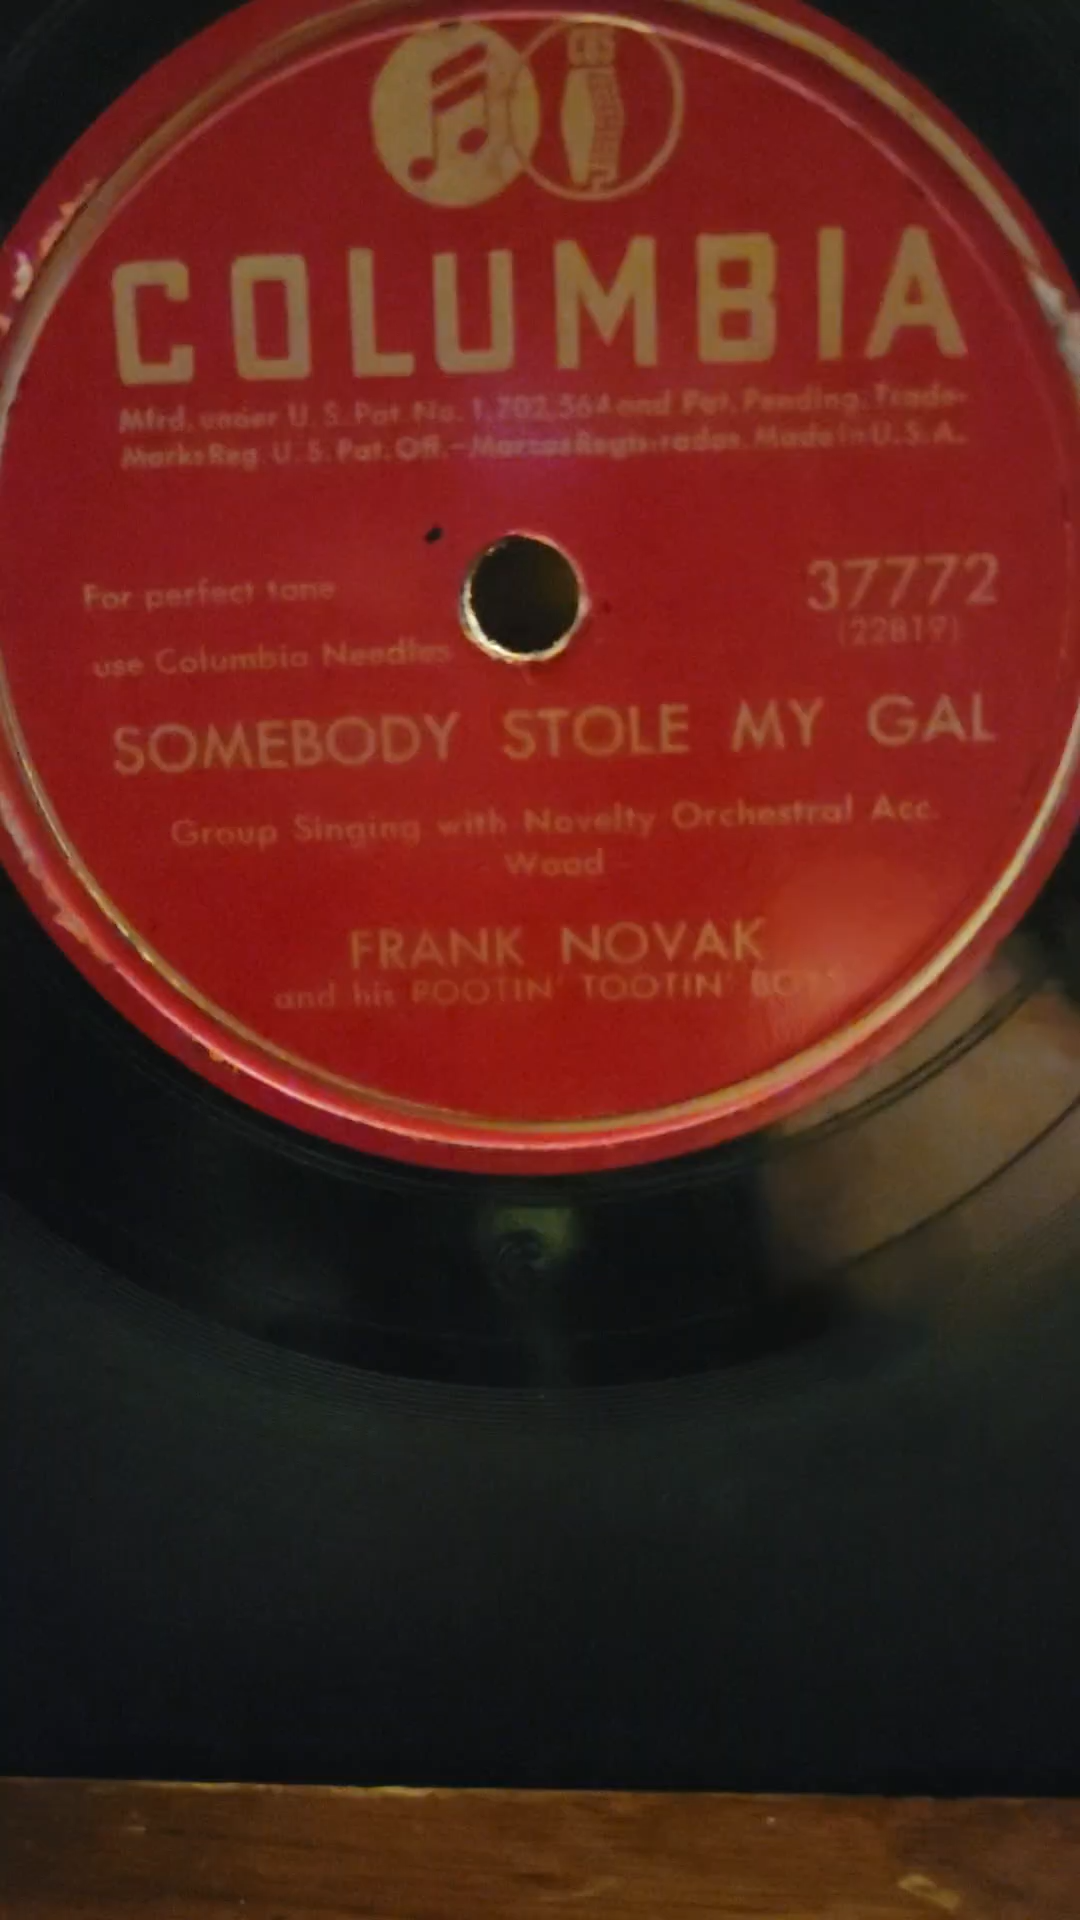 CBS
COLUMBIA
Mfrd. under U. S. Pat. No. 1,702,564 and Pat. Pending. Trade-
Marks Reg. U. S. Pat. Off.—Marcas Registradas. Made in U. S. A.
For perfect tone
use Columbia Needles
37772
(22819)
SOMEBODY STOLE MY GAL
Group Singing with Novelty Orchestral Acc.
- Wood -
FRANK NOVAK
and his ROOTIN' TOOTIN' BOYS